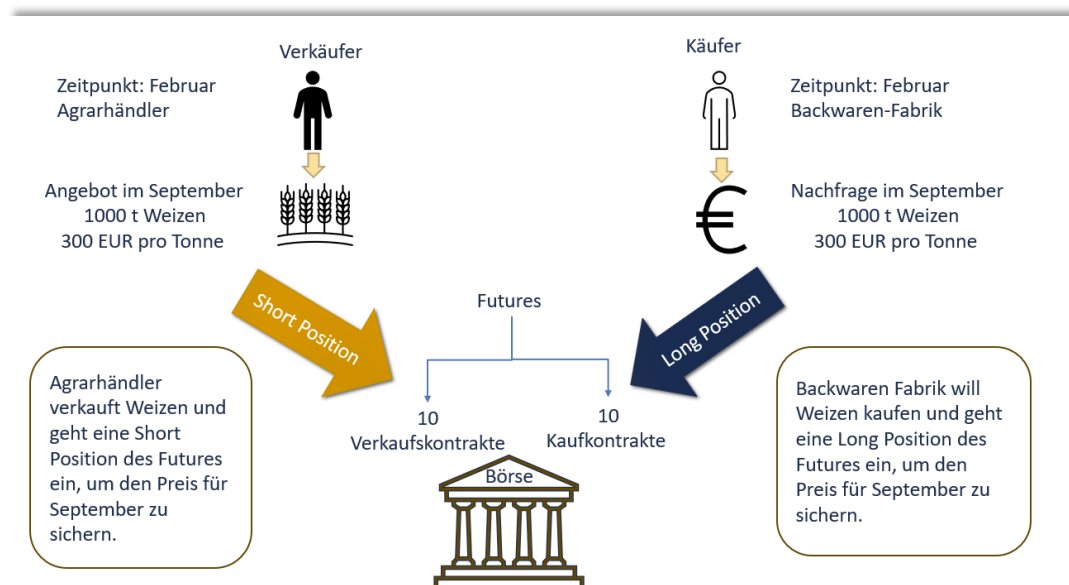 Verkäufer
Zeitpunkt: Februar
Agrarhändler
Angebot im September
1000 t Weizen
300 EUR pro Tonne
Käufer
Zeitpunkt: Februar
Backwaren-Fabrik
€
Nachfrage im September
1000 t Weizen
300 EUR pro Tonne
Short Position
Futures
Long Position
10
Verkaufskontrakte
10
Kaufkontrakte
Börse
Agrarhändler
verkauft Weizen und
geht eine Short
Position des Futures
ein, um den Preis für
September zu
sichern.
Backwaren Fabrik will
Weizen kaufen und geht
eine Long Position des
Futures ein, um den
Preis für September zu
sichern.